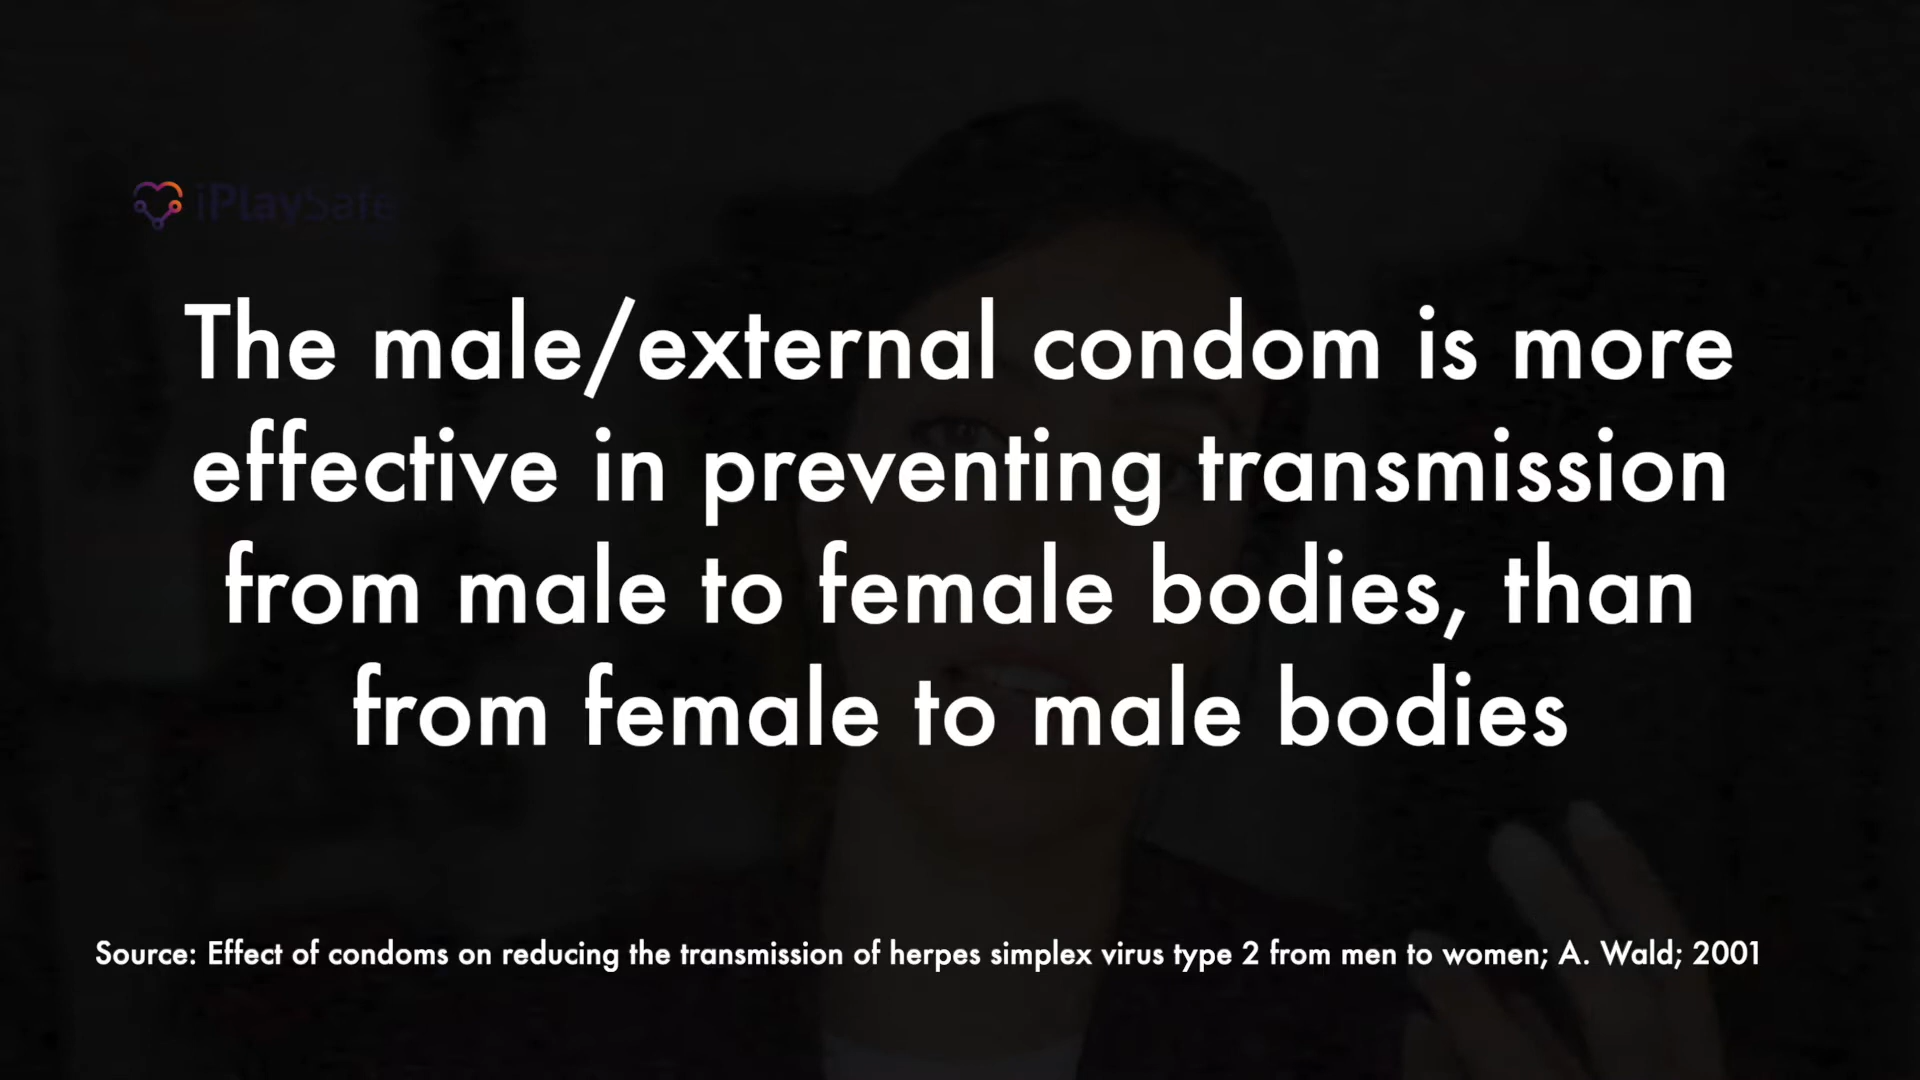 iPlaySafe
The male/external condom is more
effective in preventing transmission
from male to female bodies, than
from female to male bodies
Source: Effect of condoms on reducing the transmission of herpes simplex virus type 2 from men to women; A. Wald; 2001